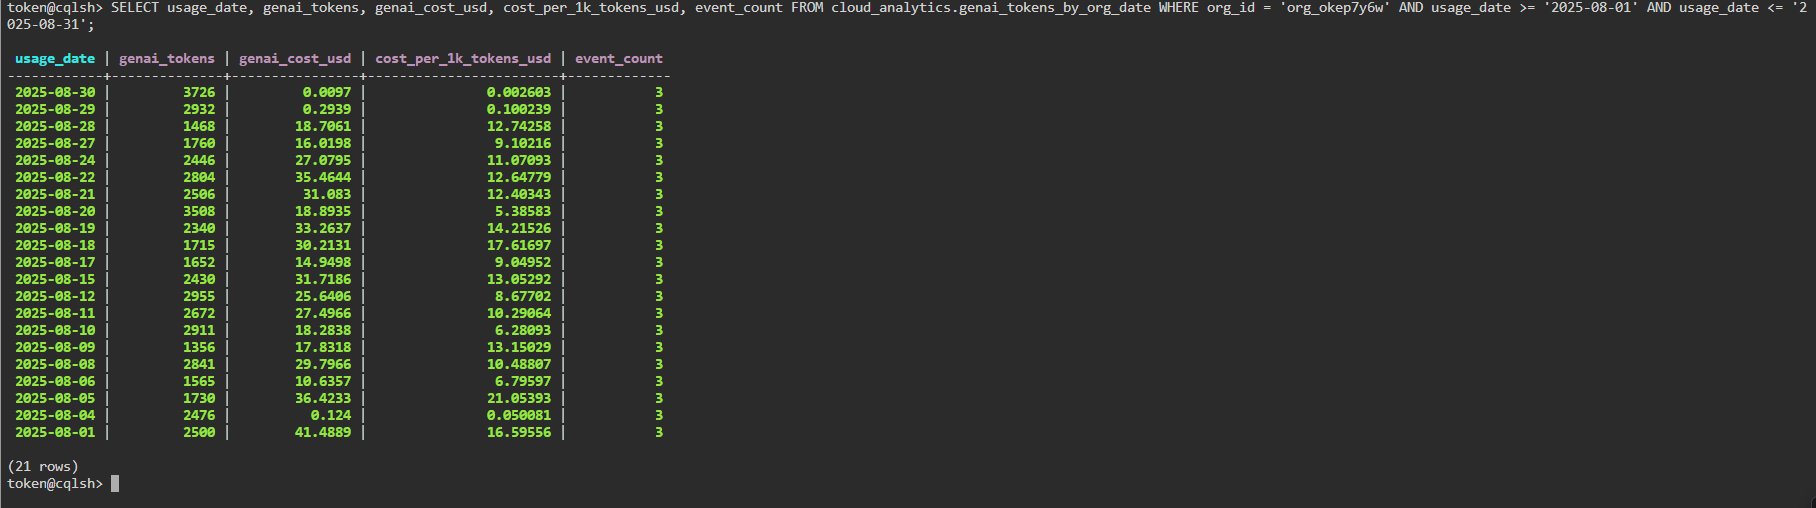 token@cqlsh> SELECT usage_date, genai_tokens, genai_cost_usd, cost_per_1k_tokens_usd, event_count FROM cloud_analytics.genai_tokens_by_org_date WHERE org_id = 'org_okep7y6w' AND usage_date >= '2025-08-01' AND usage_date <= '2
025-08-31';
 usage_date | genai_tokens | genai_cost_usd | cost_per_1k_tokens_usd | event_count
------------+--------------+----------------+------------------------+-------------
 2025-08-30 |         3726 |         0.0097 |               0.002603 |           3
 2025-08-29 |         2932 |         0.2939 |               0.100239 |           3
 2025-08-28 |         1468 |        18.7061 |               12.74258 |           3
 2025-08-27 |         1760 |        16.0198 |                9.10216 |           3
 2025-08-24 |         2446 |        27.0795 |               11.07093 |           3
 2025-08-22 |         2804 |        35.4644 |               12.64779 |           3
 2025-08-21 |         2506 |         31.083 |               12.40343 |           3
 2025-08-20 |         3508 |        18.8935 |                5.38583 |           3
 2025-08-19 |         2340 |        33.2637 |               14.21526 |           3
 2025-08-18 |         1715 |        30.2131 |               17.61697 |           3
 2025-08-17 |         1652 |        14.9498 |                9.04952 |           3
 2025-08-15 |         2430 |        31.7186 |               13.05292 |           3
 2025-08-12 |         2955 |        25.6406 |                8.67702 |           3
 2025-08-11 |         2672 |        27.4966 |               10.29064 |           3
 2025-08-10 |         2911 |        18.2838 |                6.28093 |           3
 2025-08-09 |         1356 |        17.8318 |               13.15029 |           3
 2025-08-08 |         2841 |        29.7966 |               10.48807 |           3
 2025-08-06 |         1565 |        10.6357 |                6.79597 |           3
 2025-08-05 |         1730 |        36.4233 |               21.05393 |           3
 2025-08-04 |         2476 |          0.124 |               0.050081 |           3
 2025-08-01 |         2500 |        41.4889 |               16.59556 |           3
(21 rows)
token@cqlsh>